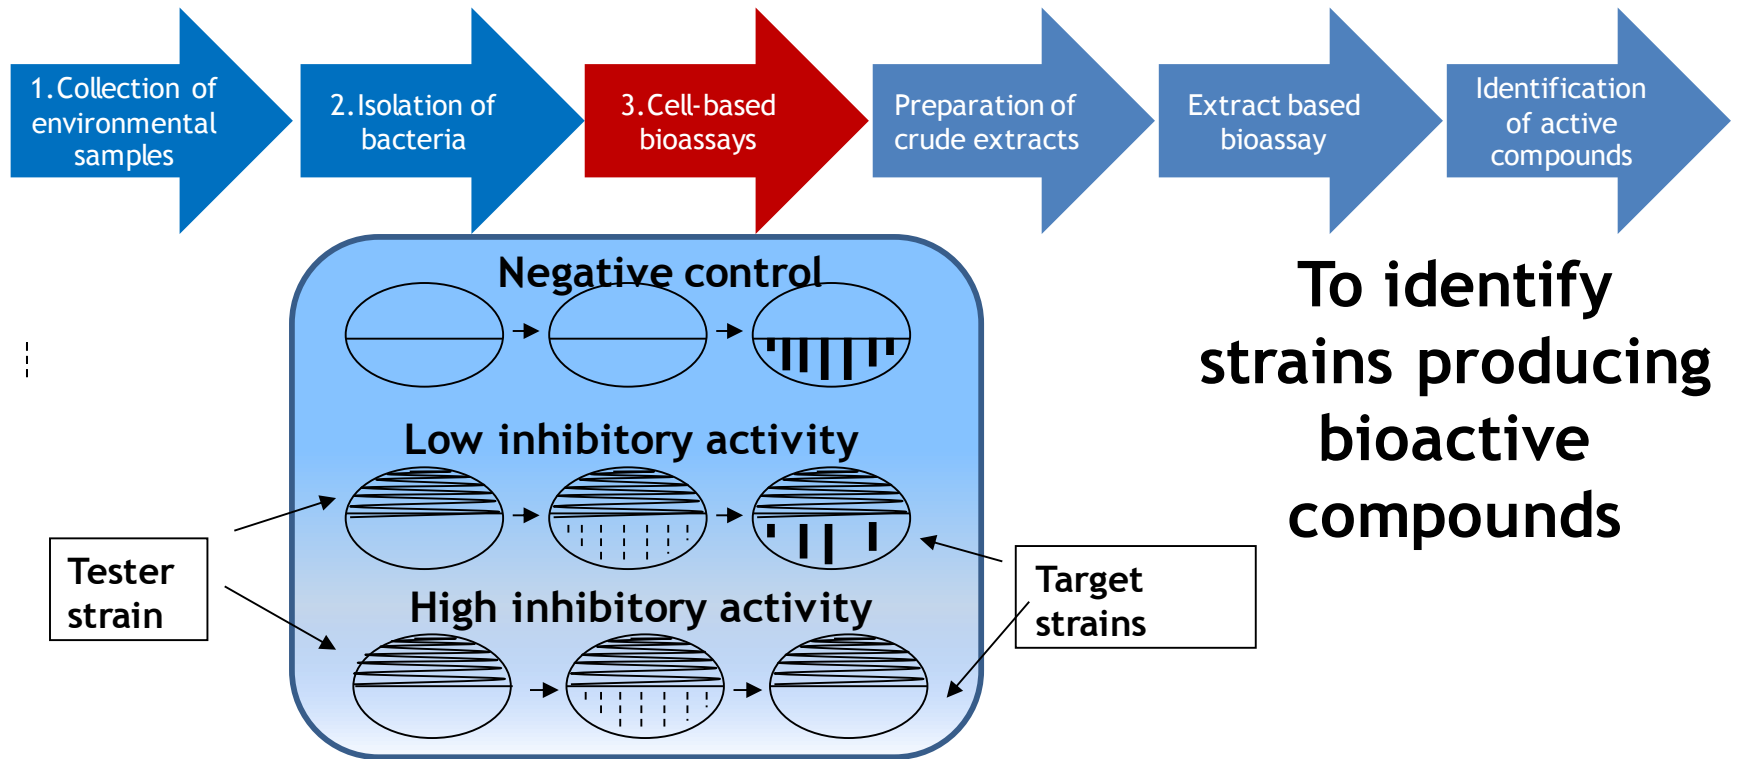 1.Collection of
environmental
samples
2.Isolation of
bacteria
3.Cell-based
bioassays
Preparation of
crude extracts
Extract based
bioassay
Identification
of active
compounds
Negative control
Low inhibitory activity
High inhibitory activity
Tester
strain
Target
strains
To identify
strains producing
bioactive
compounds